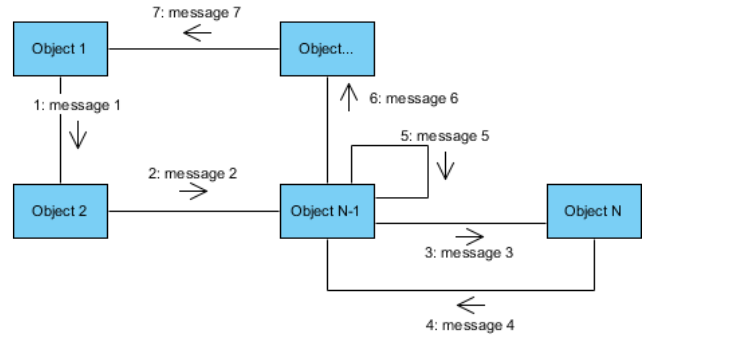 7: message 7
Object 1
Object...
1: message 1
6: message 6
5: message 5
2: message 2
Object 2
Object N-1
Object N
3: message 3
4: message 4